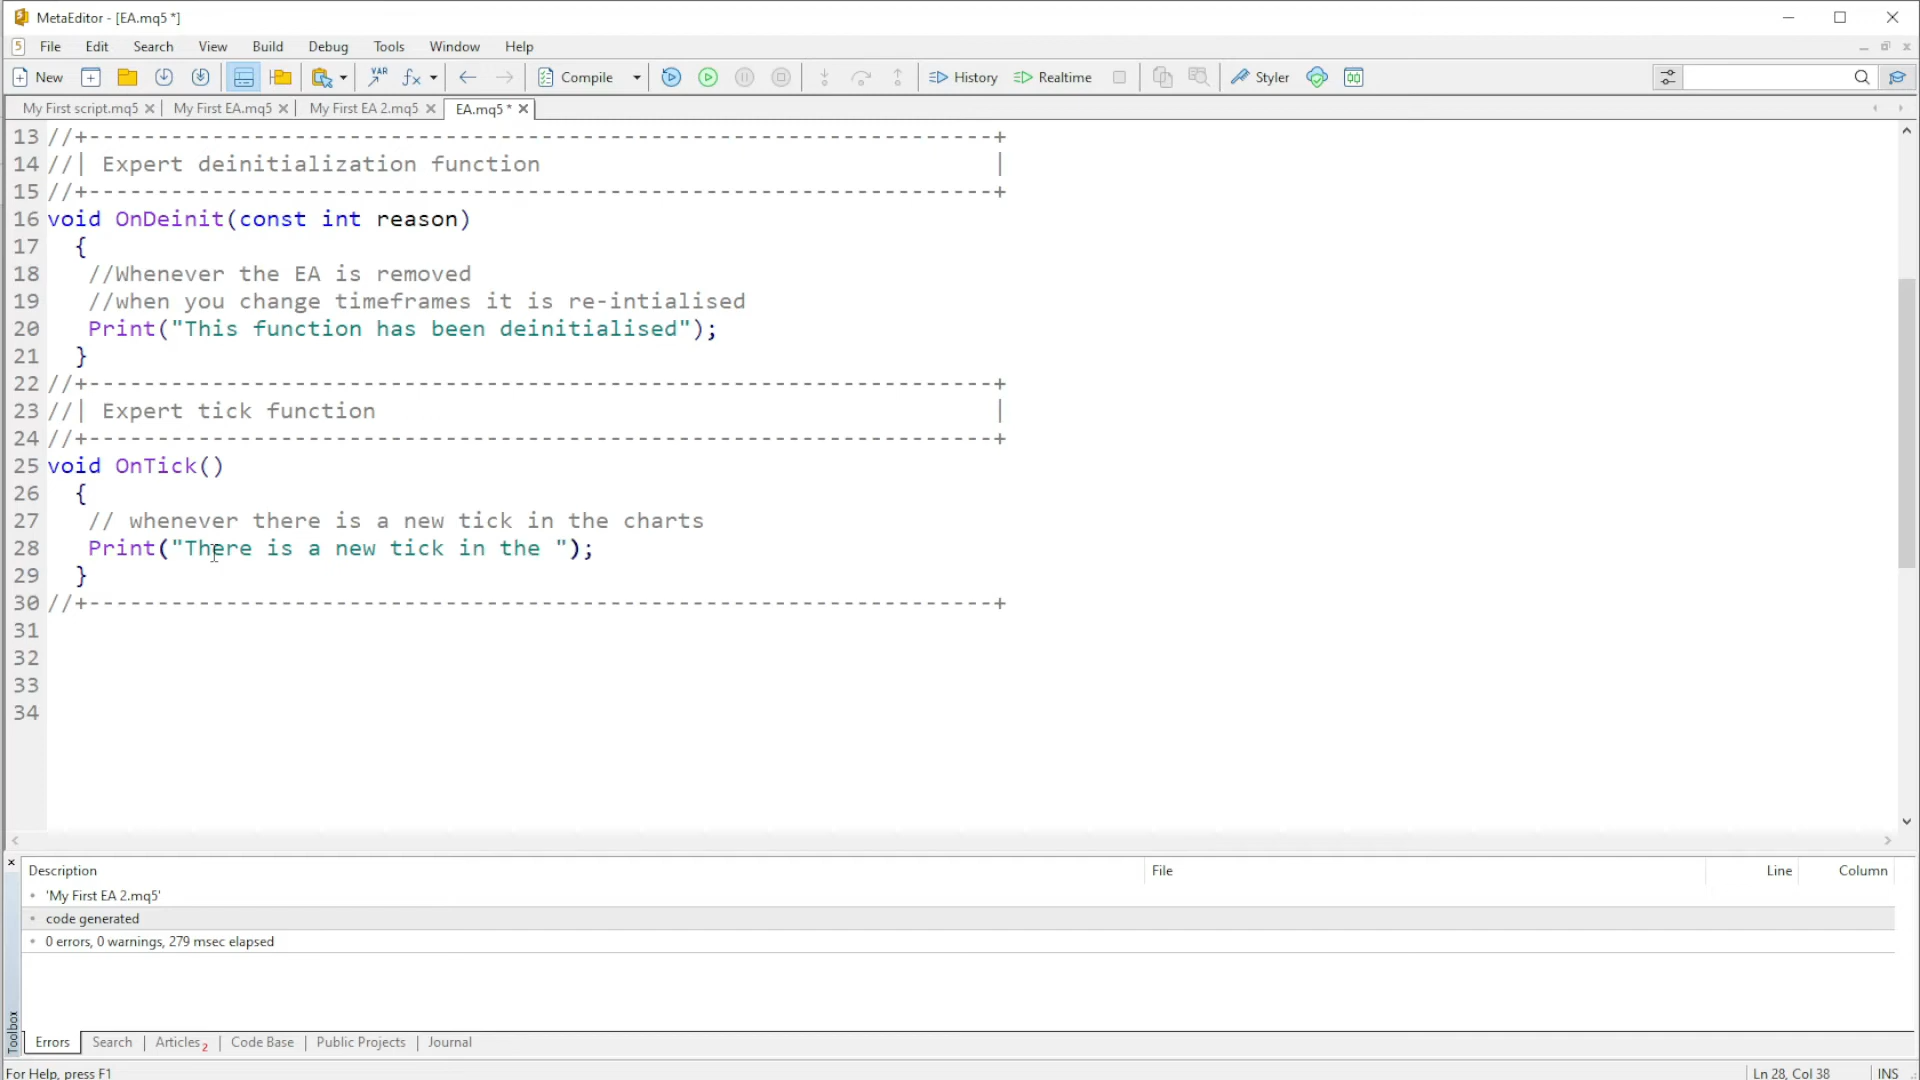 MetaEditor - [EA.mq5 *]
5 File Edit Search View Build Debug Tools Window Help
New VAR fx Compile History Realtime Styler
My First script.mq5 My First EA.mq5 My First EA 2.mq5 EA.mq5 *
13 //+------------------------------------------------------------------+
14 //| Expert deinitialization function                                 |
15 //+------------------------------------------------------------------+
16 void OnDeinit(const int reason)
17 {
18 //Whenever the EA is removed
19 //when you change timeframes it is re-intialised
20 Print("This function has been deinitialised");
21 }
22 //+------------------------------------------------------------------+
23 //| Expert tick function                                             |
24 //+------------------------------------------------------------------+
25 void OnTick()
26 {
27 // whenever there is a new tick in the charts
28 Print("There is a new tick in the ");
29 }
30 //+------------------------------------------------------------------+
31
32
33
34
Description File Line Column
'My First EA 2.mq5'
code generated
0 errors, 0 warnings, 279 msec elapsed
Toolbox
Errors Search Articles 2 Code Base Public Projects Journal
For Help, press F1 Ln 28, Col 38 INS